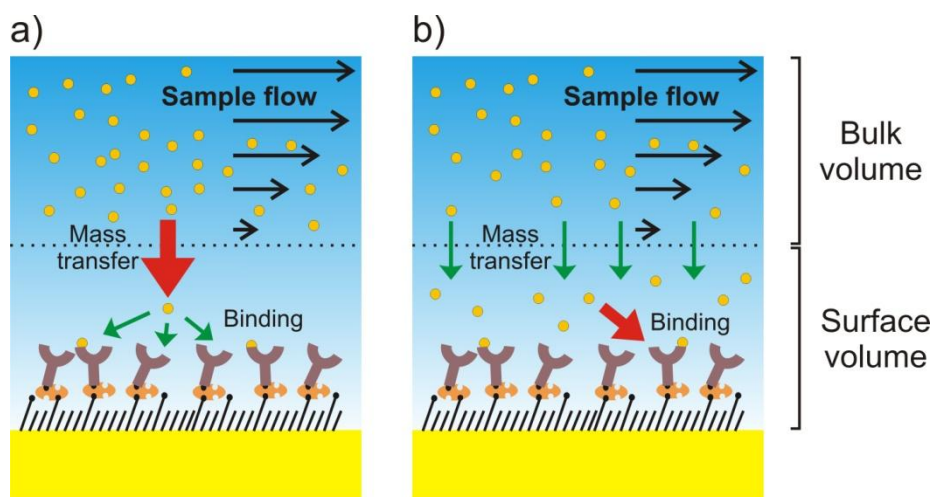 a)
Sample flow
Mass
transfer
Binding
b)
Sample flow
Mass
transfer
Binding
Bulk
volume
Surface
volume